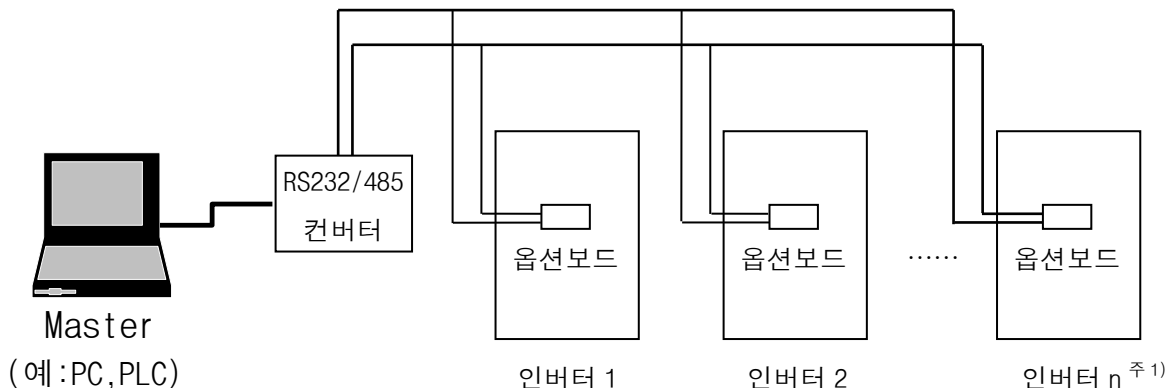 RS232/485
컨버터
옵션보드
옵션보드
……
옵션보드
Master
(예:PC,PLC)
인버터 1
인버터 2
인버터 n 주 1)